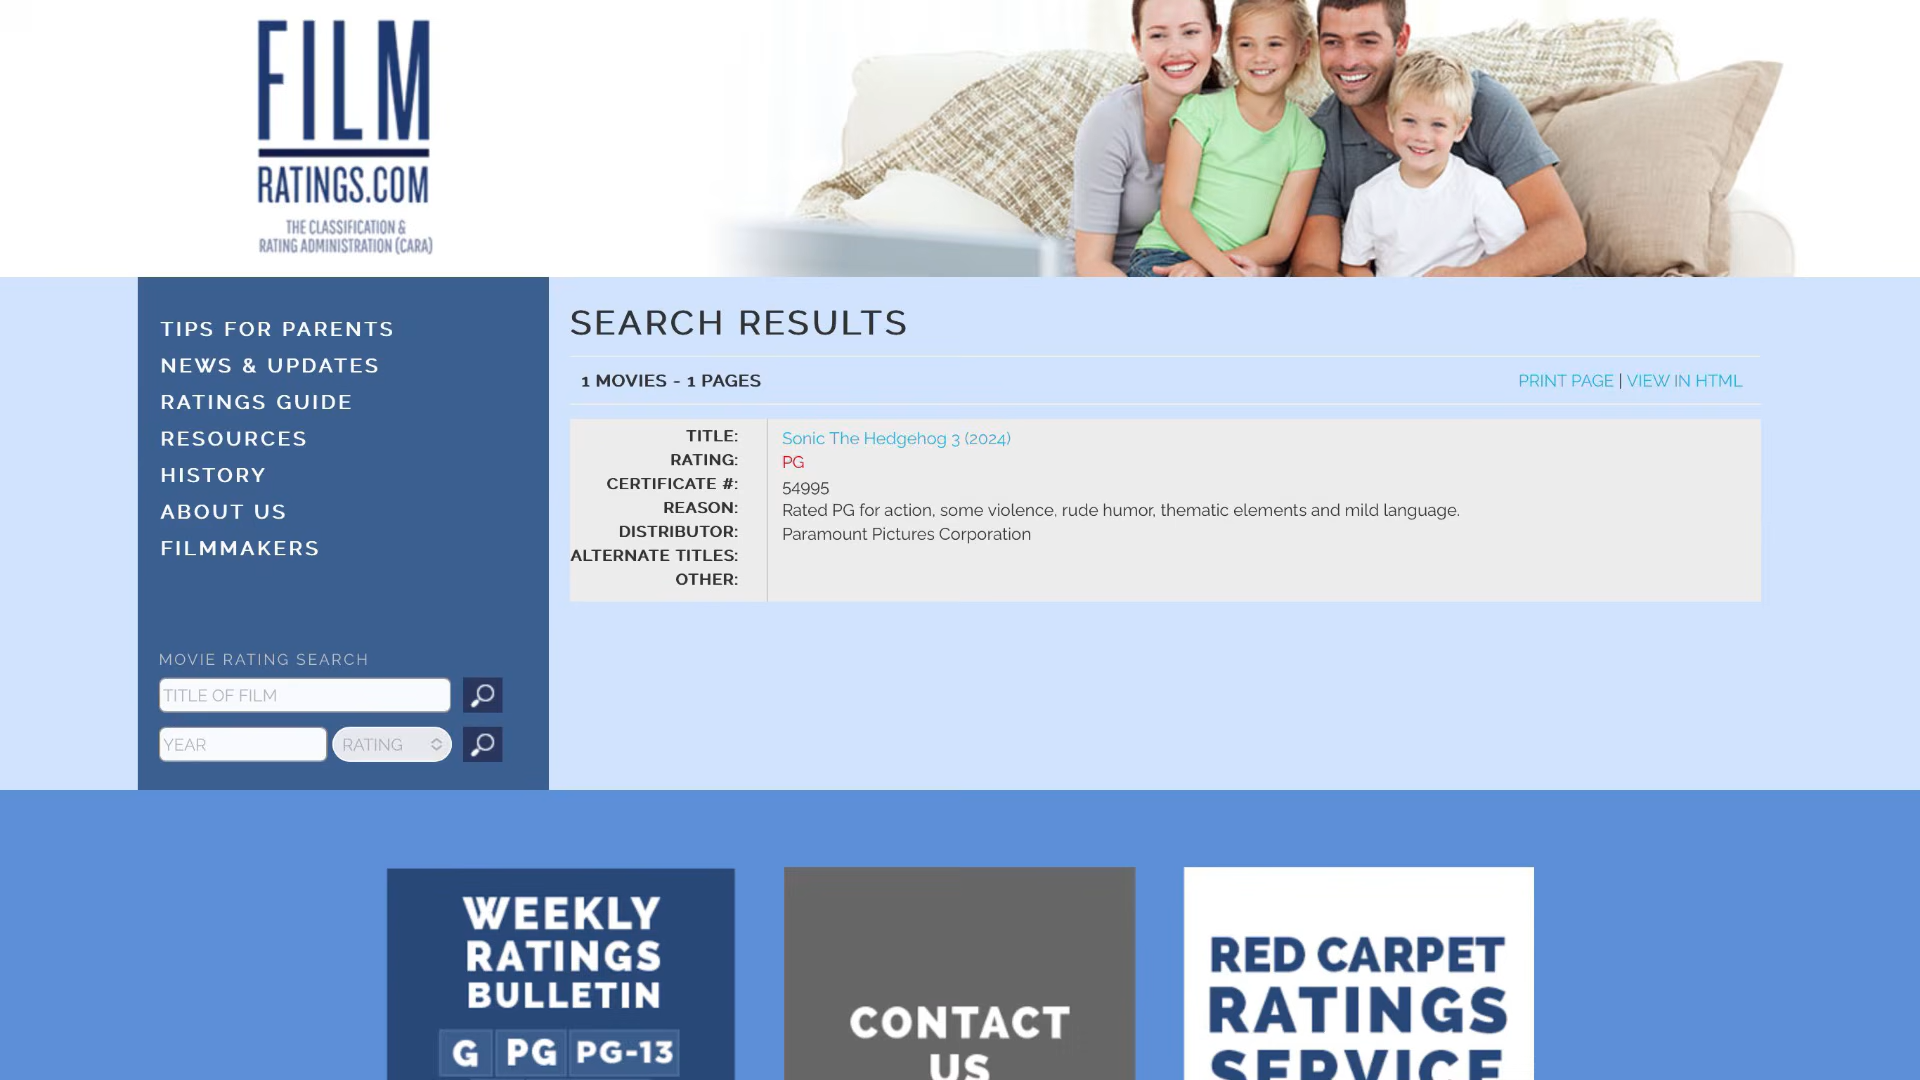 FILM
RATINGS.COM
THE CLASSIFICATION &
RATING ADMINISTRATION (CARA)
TIPS FOR PARENTS
NEWS & UPDATES
RATINGS GUIDE
RESOURCES
HISTORY
ABOUT US
FILMMAKERS
MOVIE RATING SEARCH
TITLE OF FILM
YEAR RATING
SEARCH RESULTS
1 MOVIES - 1 PAGES PRINT PAGE | VIEW IN HTML
TITLE: Sonic The Hedgehog 3 (2024)
RATING: PG
CERTIFICATE #: 54995
REASON: Rated PG for action, some violence, rude humor, thematic elements and mild language.
DISTRIBUTOR: Paramount Pictures Corporation
ALTERNATE TITLES:
OTHER:
WEEKLY
RATINGS
BULLETIN
G PG PG-13
CONTACT
US
RED CARPET
RATINGS
SERVICE